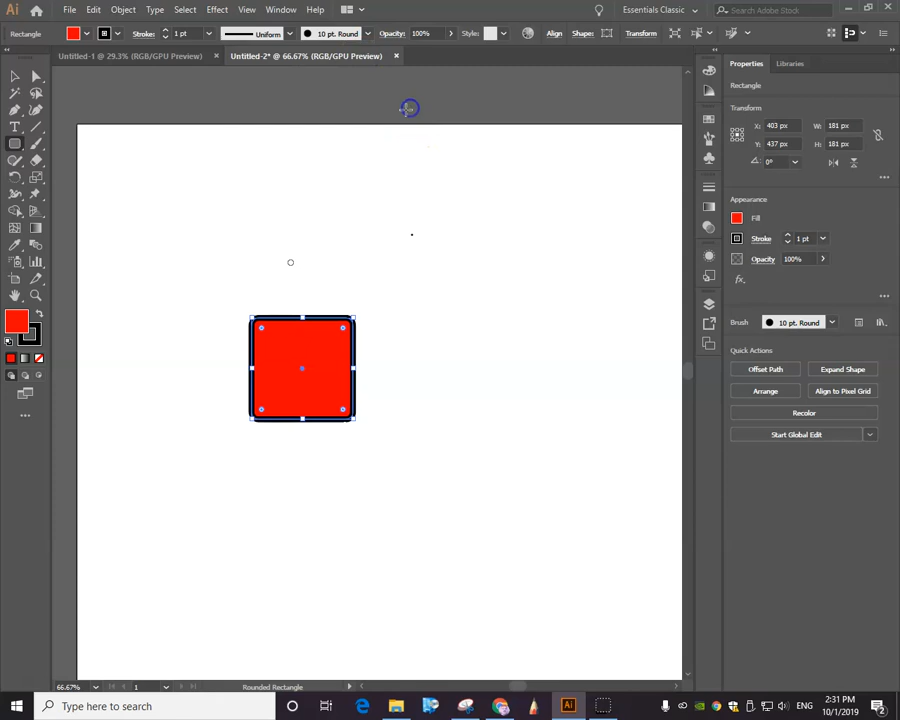 Ai File Edit Object Type Select Effect View Window Help Essentials Classic Search Adobe Stock
Rectangle Stroke: 1 pt Uniform 10 pt. Round Opacity: 100% Style: Align Shape: Transform
Untitled-1 @ 29.3% (RGB/GPU Preview) × Untitled-2* @ 66.67% (RGB/GPU Preview) ×
Properties Libraries
Rectangle
Transform
X: 403 px W: 181 px
Y: 437 px H: 181 px
0°
Appearance
Fill
Stroke 1 pt
Opacity 100%
fx
Brush 10 pt. Round
Quick Actions
Offset Path Expand Shape
Arrange Align to Pixel Grid
Recolor
Start Global Edit
66.67% 1 Rounded Rectangle
Type here to search Ai ENG 2:31 PM
10/1/2019 2